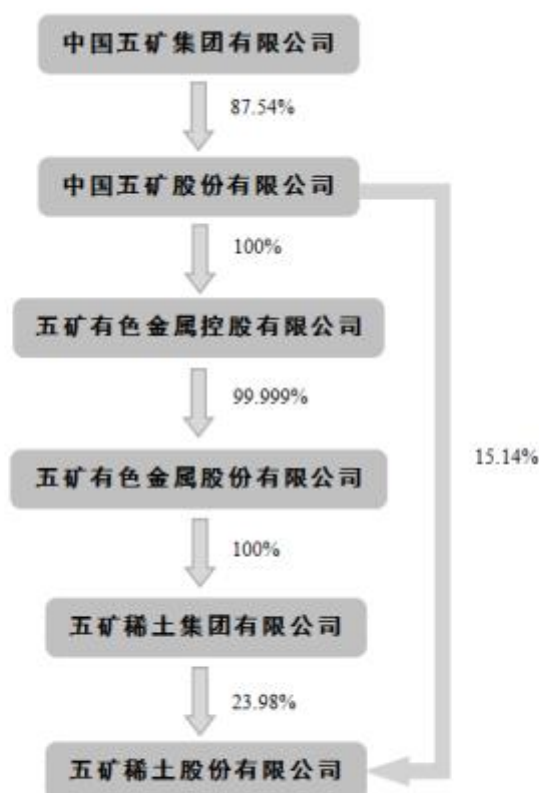 中国五矿集团有限公司
87.54%
中国五矿股份有限公司
100%
五矿有色金属控股有限公司
99.999%
15.14%
五矿有色金属股份有限公司
100%
五矿稀土集团有限公司
23.98%
五矿稀土股份有限公司